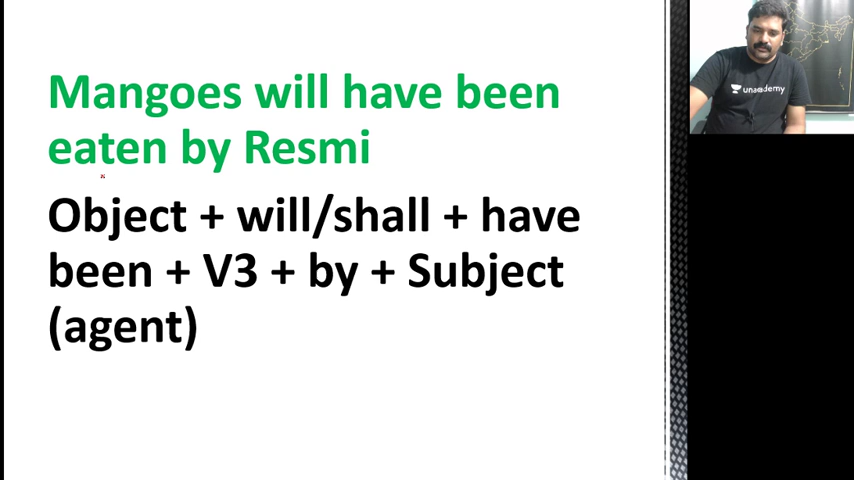 Mangoes will have been
eaten by Resmi
Object + will/shall + have
been + V3 + by + Subject
(agent)
unacademy